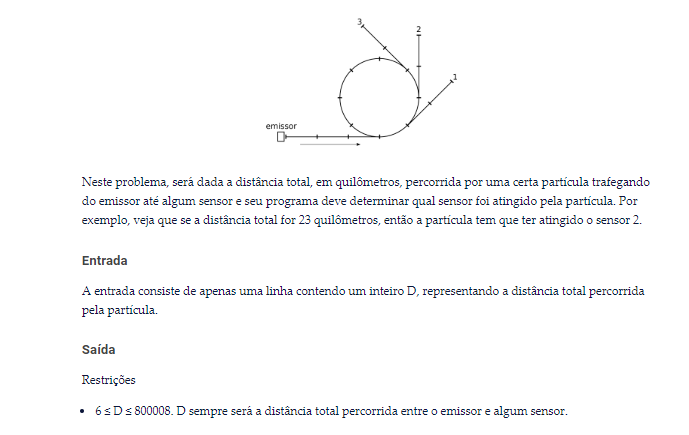 3
2
1
emissor
Neste problema, será dada a distância total, em quilômetros, percorrida por uma certa partícula trafegando
do emissor até algum sensor e seu programa deve determinar qual sensor foi atingido pela partícula. Por
exemplo, veja que se a distância total for 23 quilômetros, então a partícula tem que ter atingido o sensor 2.
Entrada
A entrada consiste de apenas uma linha contendo um inteiro D, representando a distância total percorrida
pela partícula.
Saída
Restrições
• 6 ≤ D ≤ 800008. D sempre será a distância total percorrida entre o emissor e algum sensor.